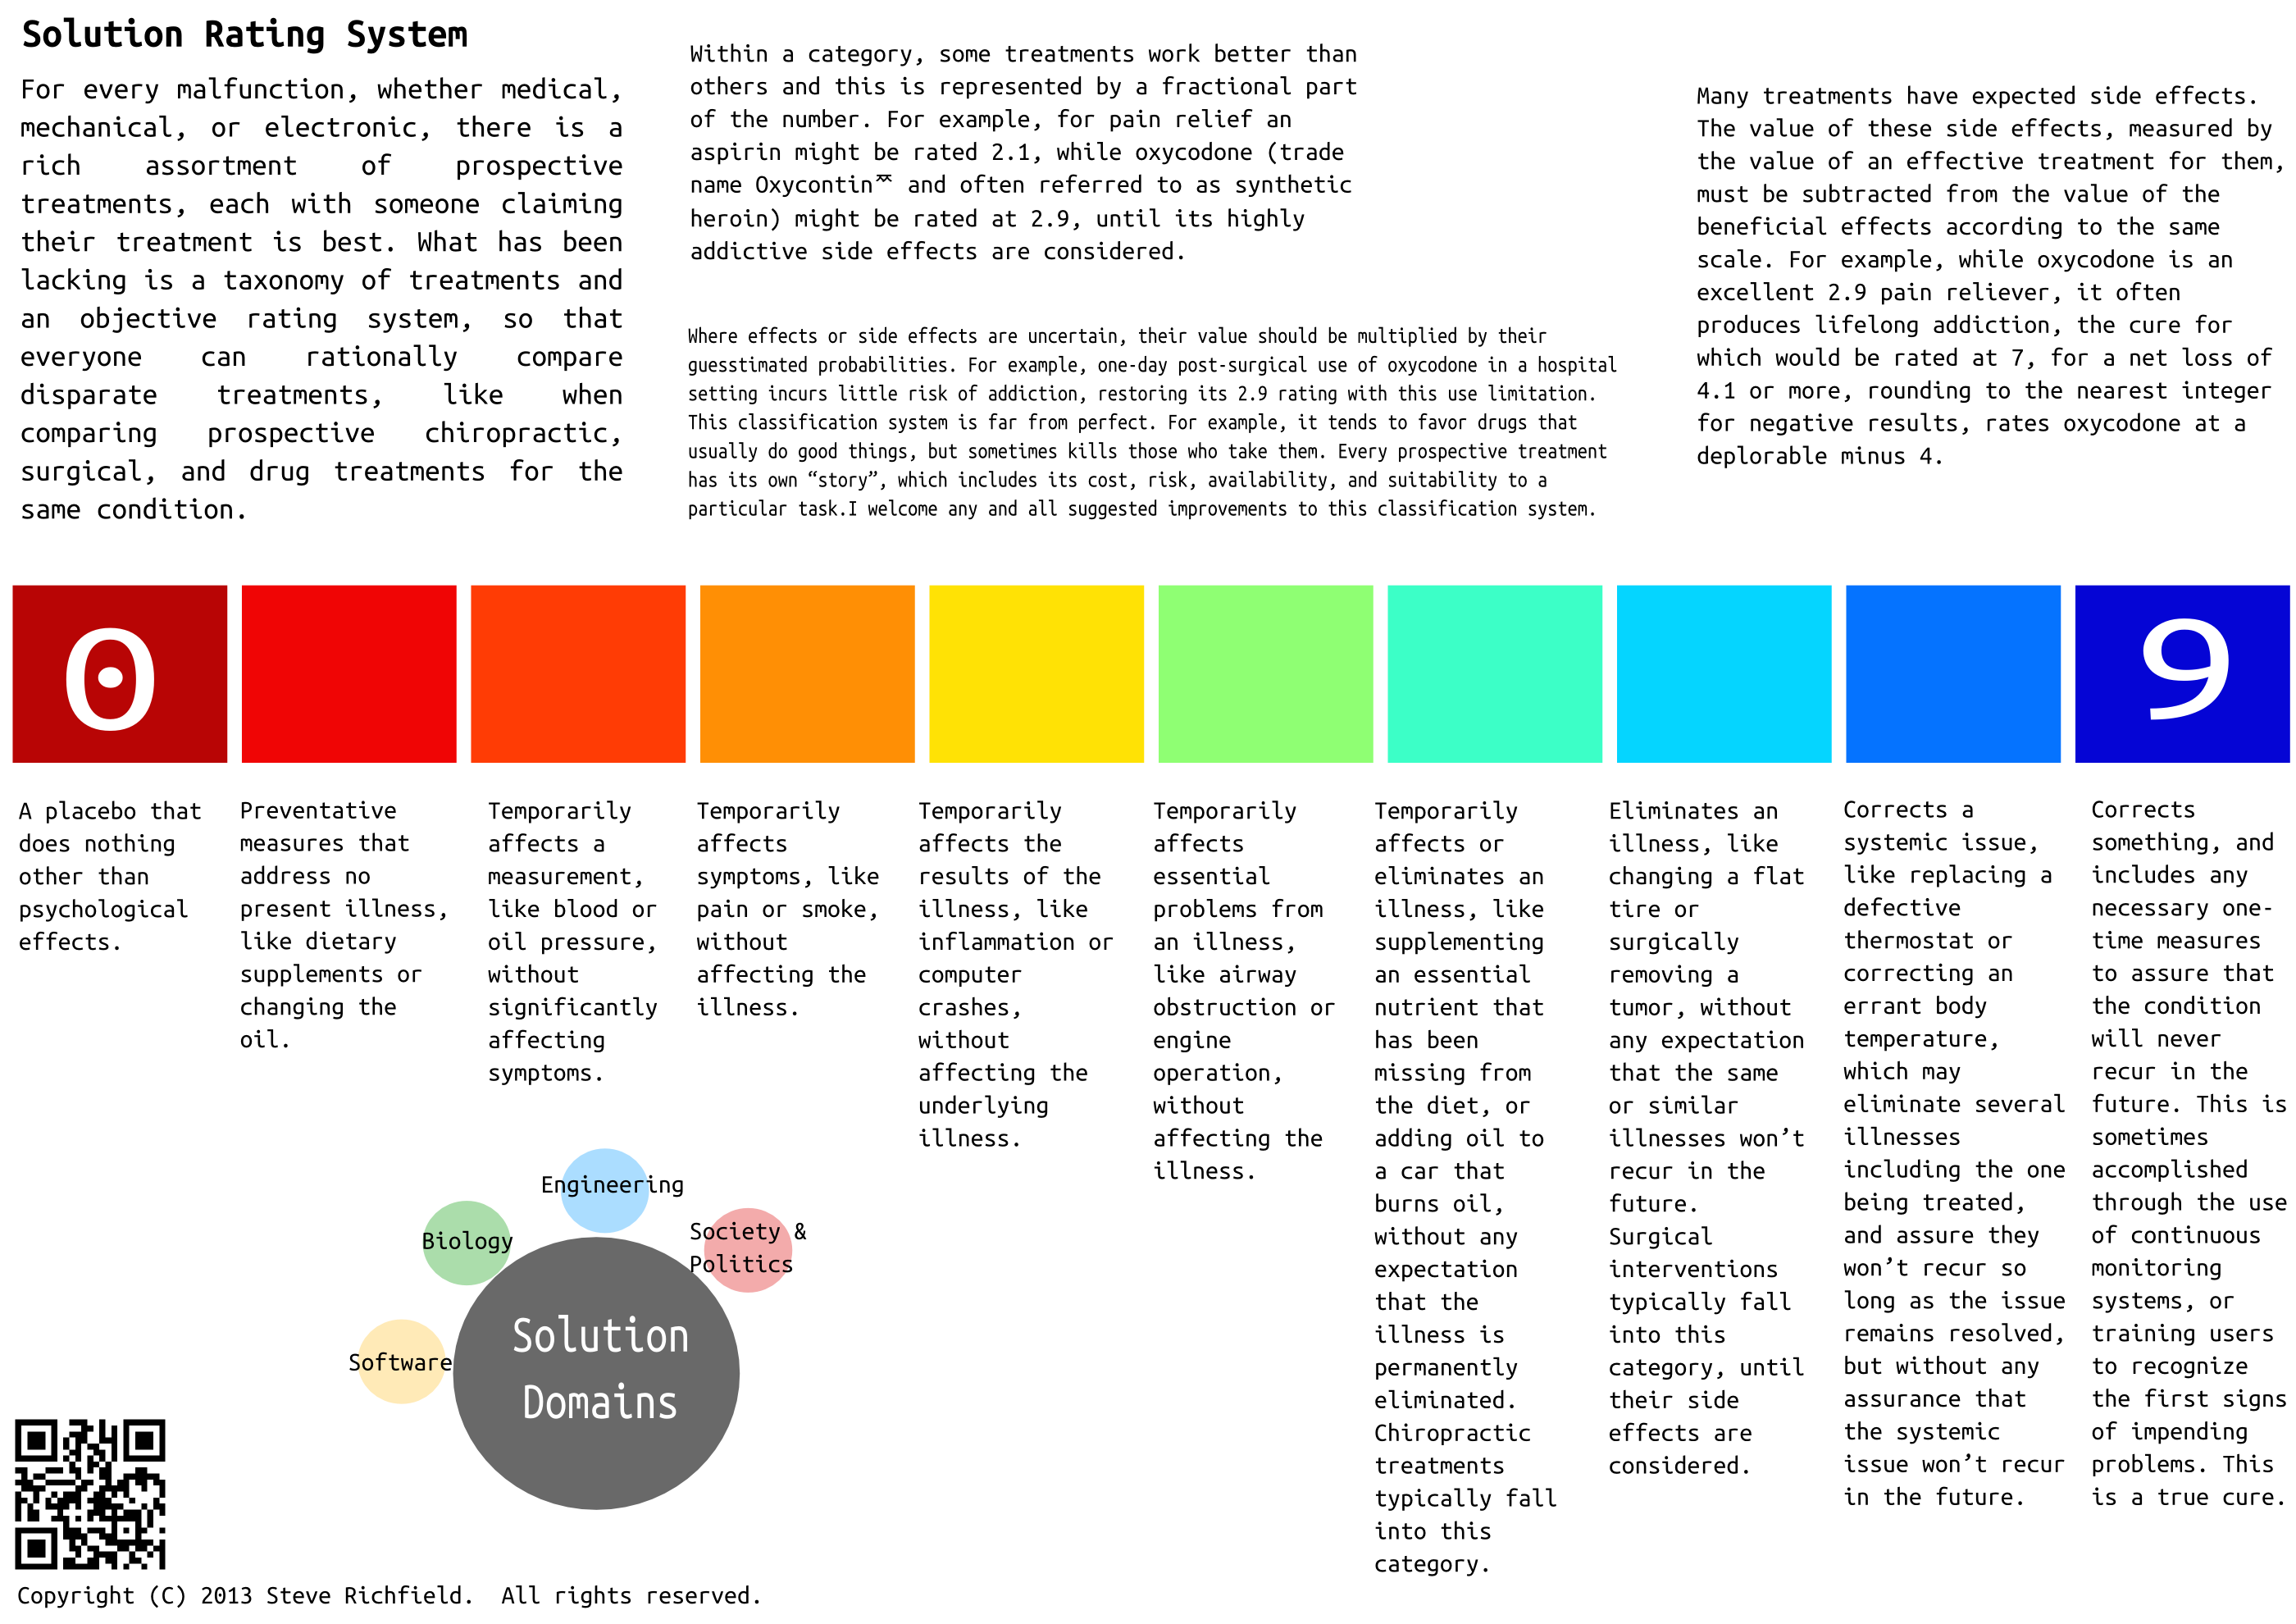 Solution Rating System
For every malfunction, whether medical,
mechanical, or electronic, there is a
rich assortment of prospective
treatments, each with someone claiming
their treatment is best. What has been
lacking is a taxonomy of treatments and
an objective rating system, so that
everyone can rationally compare
disparate treatments, like when
comparing prospective chiropractic,
surgical, and drug treatments for the
same condition.
Within a category, some treatments work better than
others and this is represented by a fractional part
of the number. For example, for pain relief an
aspirin might be rated 2.1, while oxycodone (trade
name Oxycontin and often referred to as synthetic
heroin) might be rated at 2.9, until its highly
addictive side effects are considered.
Where effects or side effects are uncertain, their value should be multiplied by their
guesstimated probabilities. For example, one-day post-surgical use of oxycodone in a hospital
setting incurs little risk of addiction, restoring its 2.9 rating with this use limitation.
This classification system is far from perfect. For example, it tends to favor drugs that
usually do good things, but sometimes kills those who take them. Every prospective treatment
has its own “story”, which includes its cost, risk, availability, and suitability to a
particular task.I welcome any and all suggested improvements to this classification system.
Many treatments have expected side effects.
The value of these side effects, measured by
the value of an effective treatment for them,
must be subtracted from the value of the
beneficial effects according to the same
scale. For example, while oxycodone is an
excellent 2.9 pain reliever, it often
produces lifelong addiction, the cure for
which would be rated at 7, for a net loss of
4.1 or more, rounding to the nearest integer
for negative results, rates oxycodone at a
deplorable minus 4.
0
9
A placebo that
does nothing
other than
psychological
effects.
Preventative
measures that
address no
present illness,
like dietary
supplements or
changing the
oil.
Temporarily
affects a
measurement,
like blood or
oil pressure,
without
significantly
affecting
symptoms.
Temporarily
affects
symptoms, like
pain or smoke,
without
affecting the
illness.
Temporarily
affects the
results of the
illness, like
inflammation or
computer
crashes,
without
affecting the
underlying
illness.
Temporarily
affects
essential
problems from
an illness,
like airway
obstruction or
engine
operation,
without
affecting the
illness.
Temporarily
affects or
eliminates an
illness, like
supplementing
an essential
nutrient that
has been
missing from
the diet, or
adding oil to
a car that
burns oil,
without any
expectation
that the
illness is
permanently
eliminated.
Chiropractic
treatments
typically fall
into this
category.
Eliminates an
illness, like
changing a flat
tire or
surgically
removing a
tumor, without
any expectation
that the same
or similar
illnesses won’t
recur in the
future.
Surgical
interventions
typically fall
into this
category, until
their side
effects are
considered.
Corrects a
systemic issue,
like replacing a
defective
thermostat or
correcting an
errant body
temperature,
which may
eliminate several
illnesses
including the one
being treated,
and assure they
won’t recur so
long as the issue
remains resolved,
but without any
assurance that
the systemic
issue won’t recur
in the future.
Corrects
something, and
includes any
necessary one-
time measures
to assure that
the condition
will never
recur in the
future. This is
sometimes
accomplished
through the use
of continuous
monitoring
systems, or
training users
to recognize
the first signs
of impending
problems. This
is a true cure.
Engineering
Biology
Society &
Politics
Software
Solution
Domains
Copyright (C) 2013 Steve Richfield.  All rights reserved.